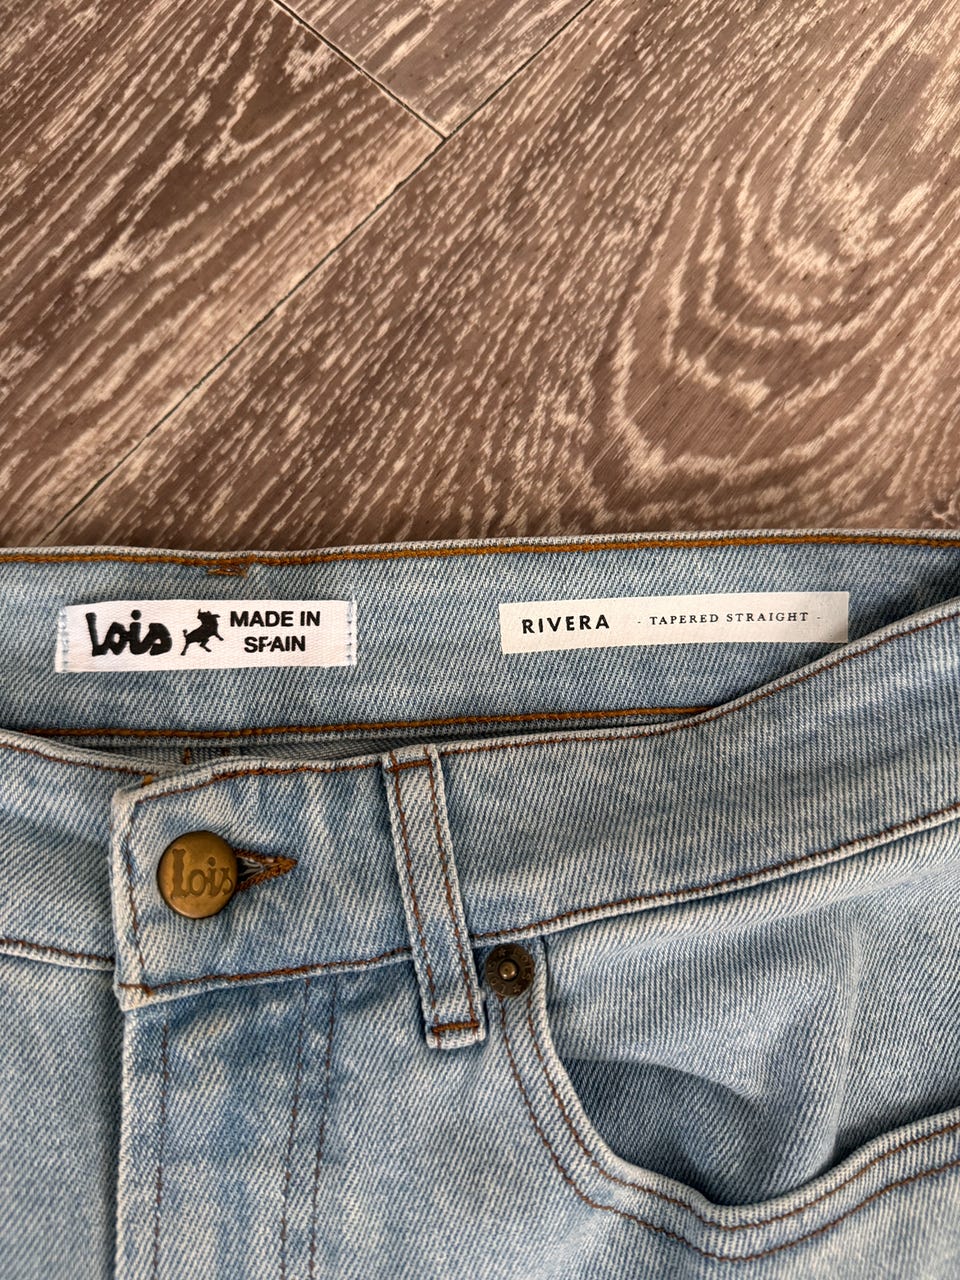 Lois MADE IN
SPAIN
RIVERA - TAPERED STRAIGHT -
Lois